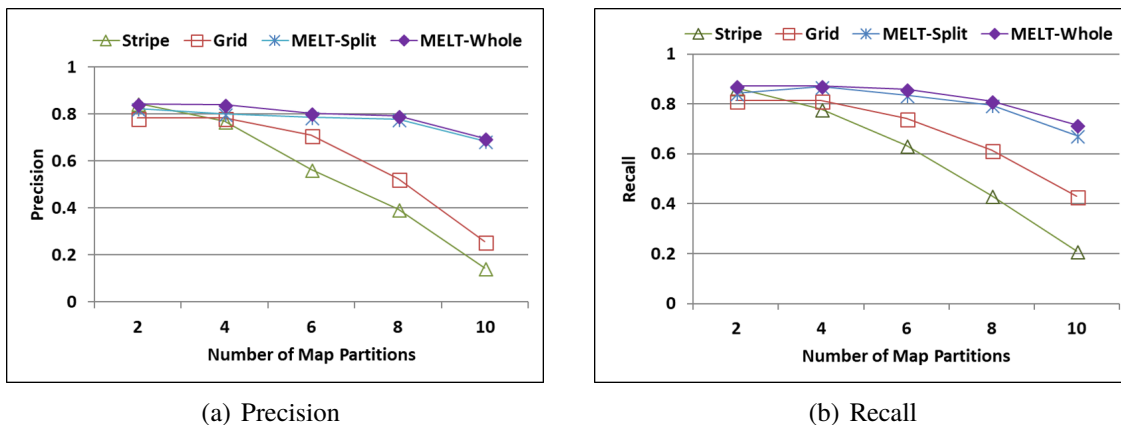 Stripe Grid MELT-Split MELT-Whole
1
0.8
0.6
0.4
0.2
0
Precision
2 4 6 8 10
Number of Map Partitions
(a) Precision
Stripe Grid MELT-Split MELT-Whole
1
0.8
0.6
0.4
0.2
0
Recall
2 4 6 8 10
Number of Map Partitions
(b) Recall